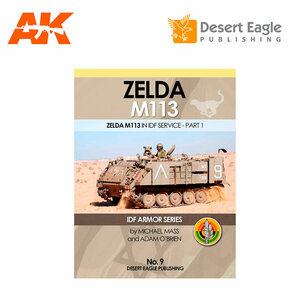 AK
Desert Eagle
PUBLISHING
ZELDA
M113
ZELDA M113 IN IDF SERVICE - PART 1
9
IDF ARMOR SERIES
by MICHAEL MASS
and ADAM O'BRIEN
No. 9
DESERT EAGLE PUBLISHING